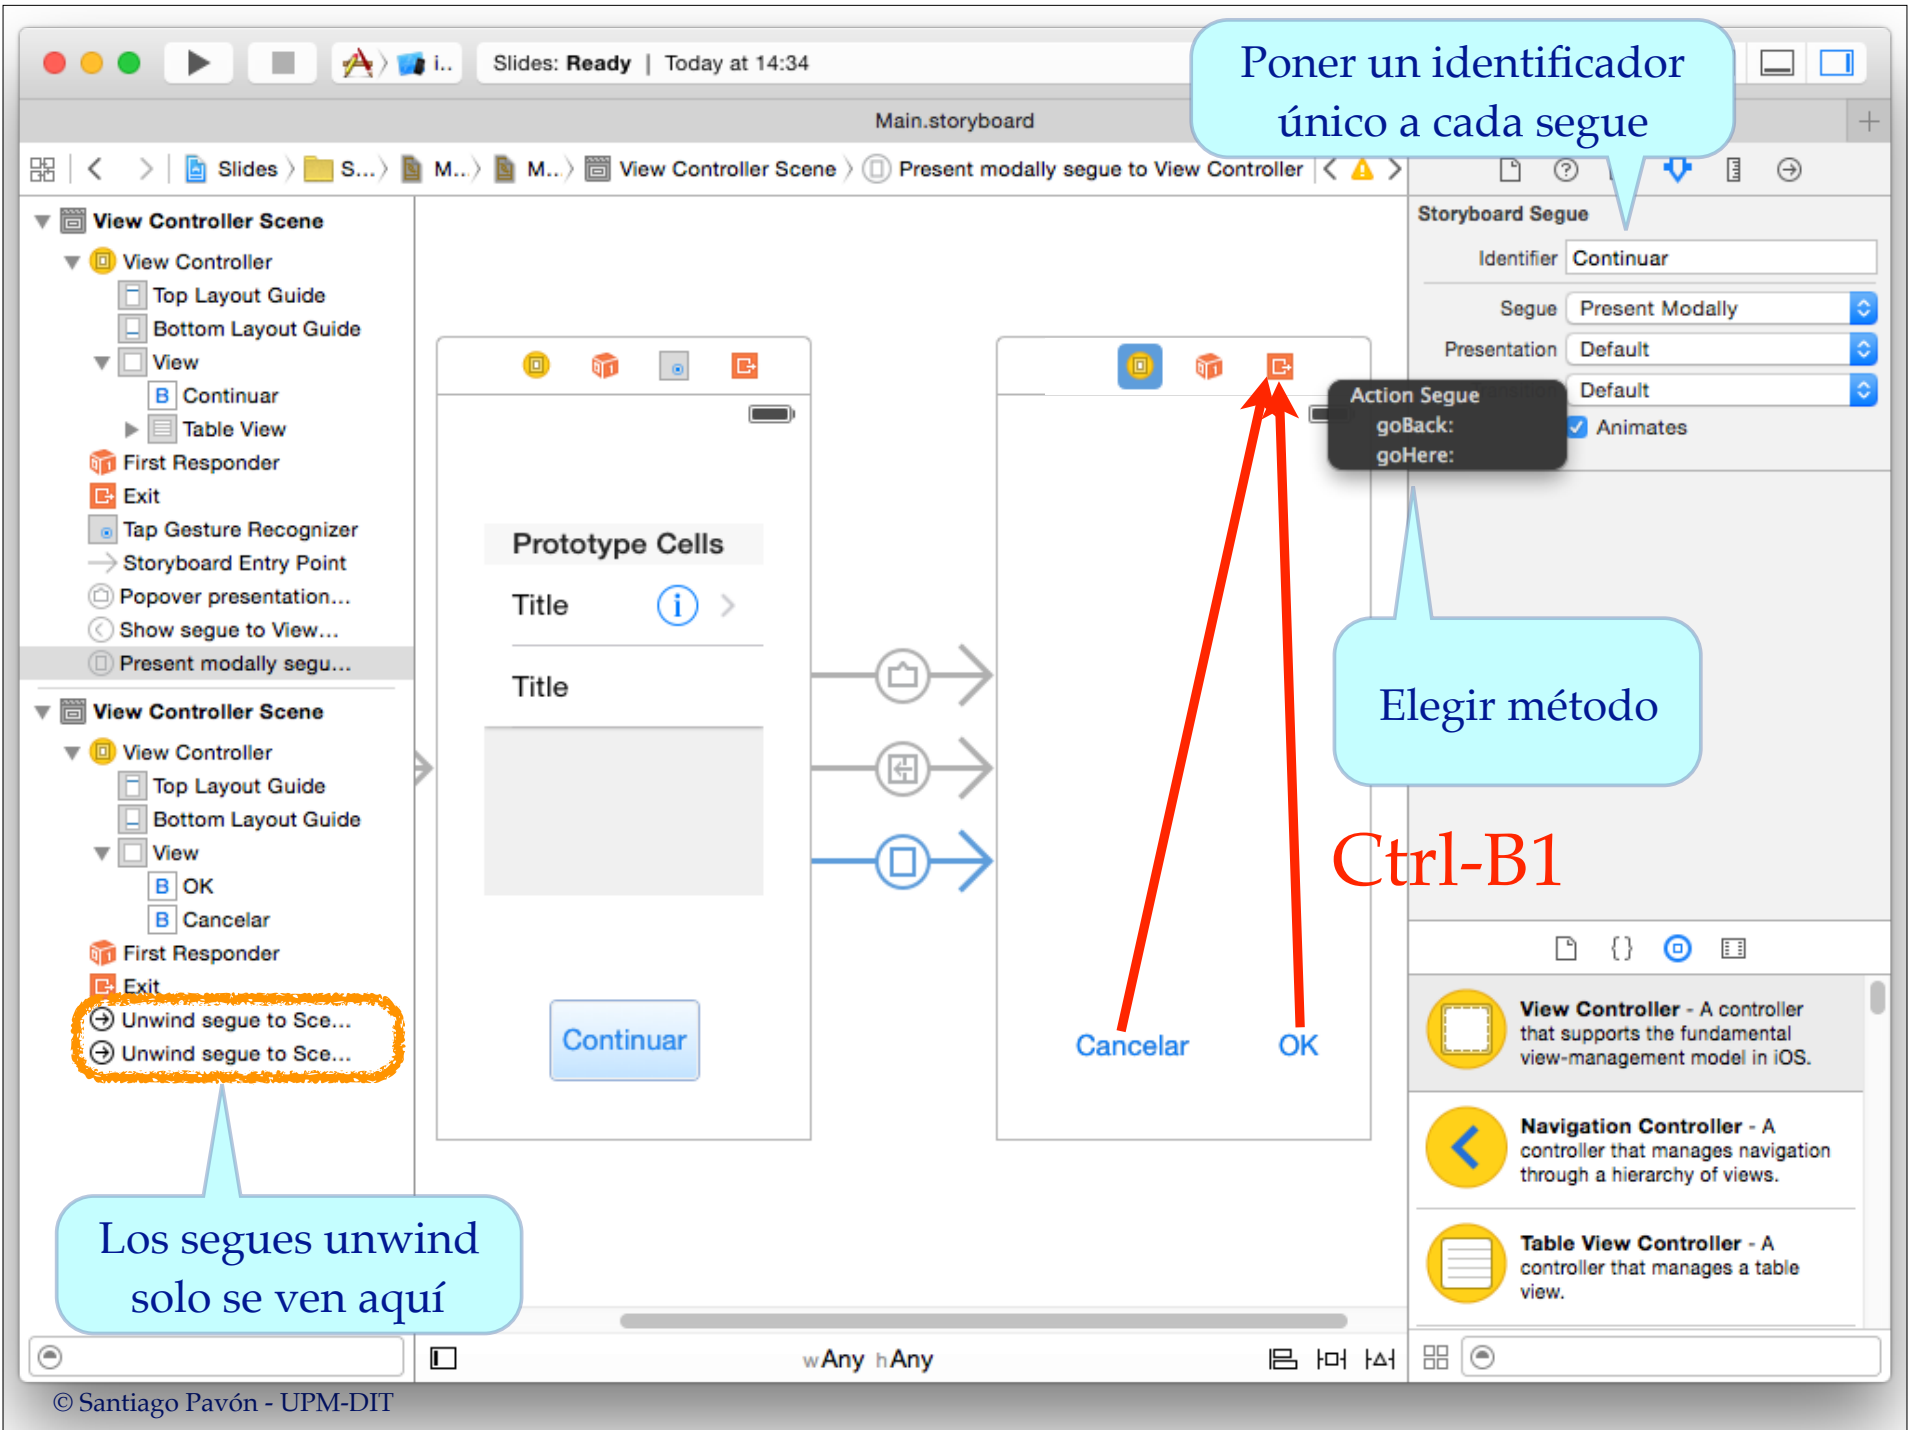 Poner un identificador
único a cada segue
i..
Slides: Ready | Today at 14:34
Main.storyboard
Slides
S...
M...
M...
View Controller Scene
Present modally segue to View Controller
View Controller Scene
View Controller
Top Layout Guide
Bottom Layout Guide
View
B Continuar
Table View
First Responder
Exit
Tap Gesture Recognizer
Storyboard Entry Point
Popover presentation...
Show segue to View...
Present modally segu...
View Controller Scene
View Controller
Top Layout Guide
Bottom Layout Guide
View
B OK
B Cancelar
First Responder
Exit
Unwind segue to Sce...
Unwind segue to Sce...
Los segues unwind
solo se ven aquí
Prototype Cells
Title
Title
Continuar
Cancelar
OK
Ctrl-B1
Action Segue
goBack:
goHere:
Elegir método
Storyboard Segue
Identifier Continuar
Segue Present Modally
Presentation Default
Default
Animates
{}
View Controller - A controller
that supports the fundamental
view-management model in iOS.
Navigation Controller - A
controller that manages navigation
through a hierarchy of views.
Table View Controller - A
controller that manages a table
view.
wAny hAny
© Santiago Pavón - UPM-DIT